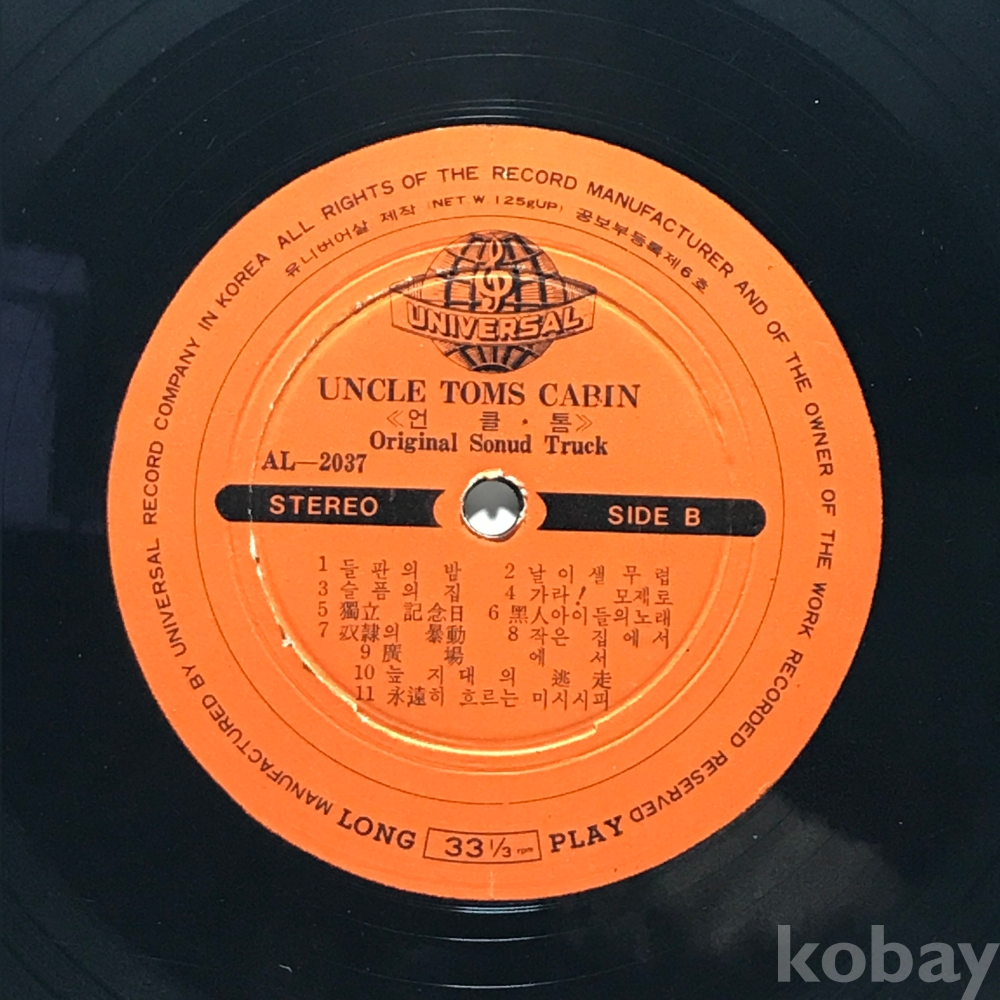 MANUFACTURED BY UNIVERSAL RECORD COMPANY IN KOREA ALL RIGHTS OF THE RECORD MANUFACTURER AND OF THE OWNER OF THE WORK RECORDED RESERVED
유니버어살 제작 (NET.W 125gUP) 공보부등록제6호
UNIVERSAL
UNCLE TOMS CABIN
《언 클·톰》
Original Sonud Truck
AL—2037
STEREO SIDE B
1 들판의 밤 2 날이샐무렵
3 슬픔의 집 4 가라! 모제로
5 獨立 記念日 6 黑人아이들의노래
7 奴隷의 暴動 8 작은 집에서
9 廣場에서
10 늪지대의 逃走
11 永遠히 흐르는 미시시피
LONG 33 1/3 rpm PLAY
kobay